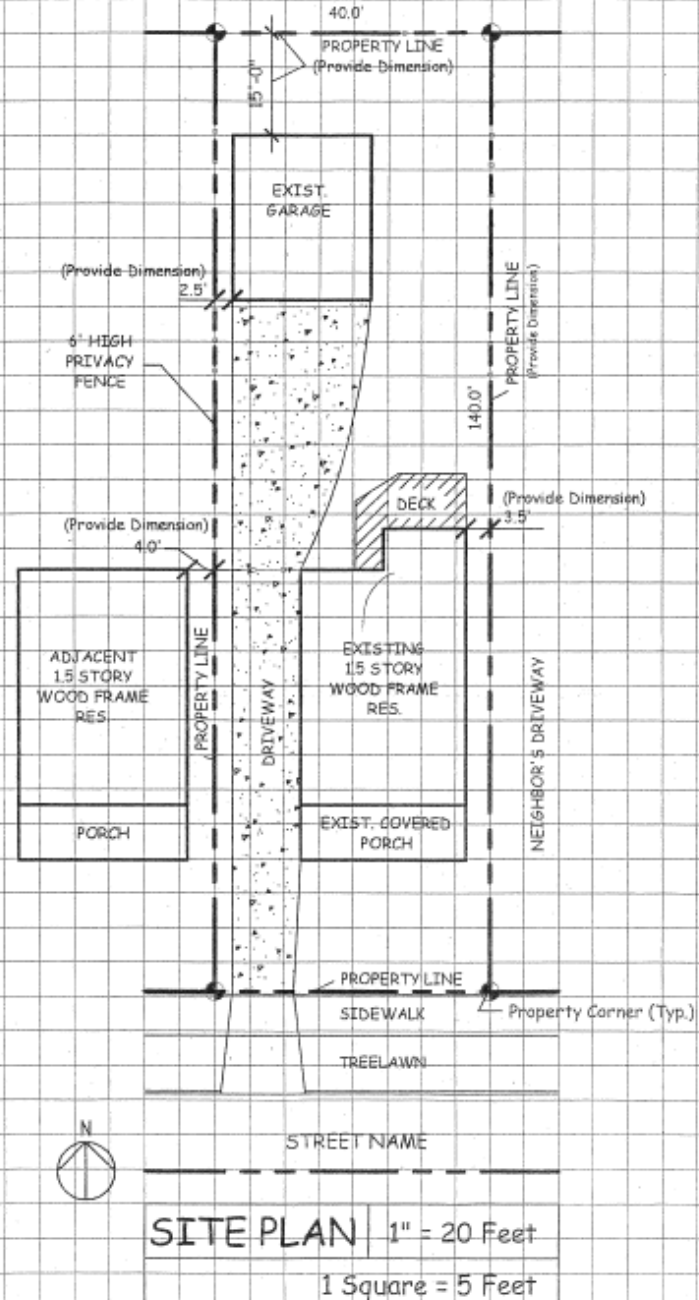 40.0'
PROPERTY LINE
(Provide Dimension)
15'-0"
EXIST.
GARAGE
(Provide Dimension)
2.5'
6' HIGH
PRIVACY
FENCE
PROPERTY LINE
(Provide Dimension)
140.0'
DECK
(Provide Dimension)
3.5'
(Provide Dimension)
4.0'
ADJACENT
1.5 STORY
WOOD FRAME
RES.
PROPERTY LINE
DRIVEWAY
EXISTING
1.5 STORY
WOOD FRAME
RES.
NEIGHBOR'S DRIVEWAY
PORCH
EXIST. COVERED
PORCH
PROPERTY LINE
SIDEWALK
Property Corner (Typ.)
TREELAWN
N
STREET NAME
SITE PLAN
1" = 20 Feet
1 Square = 5 Feet